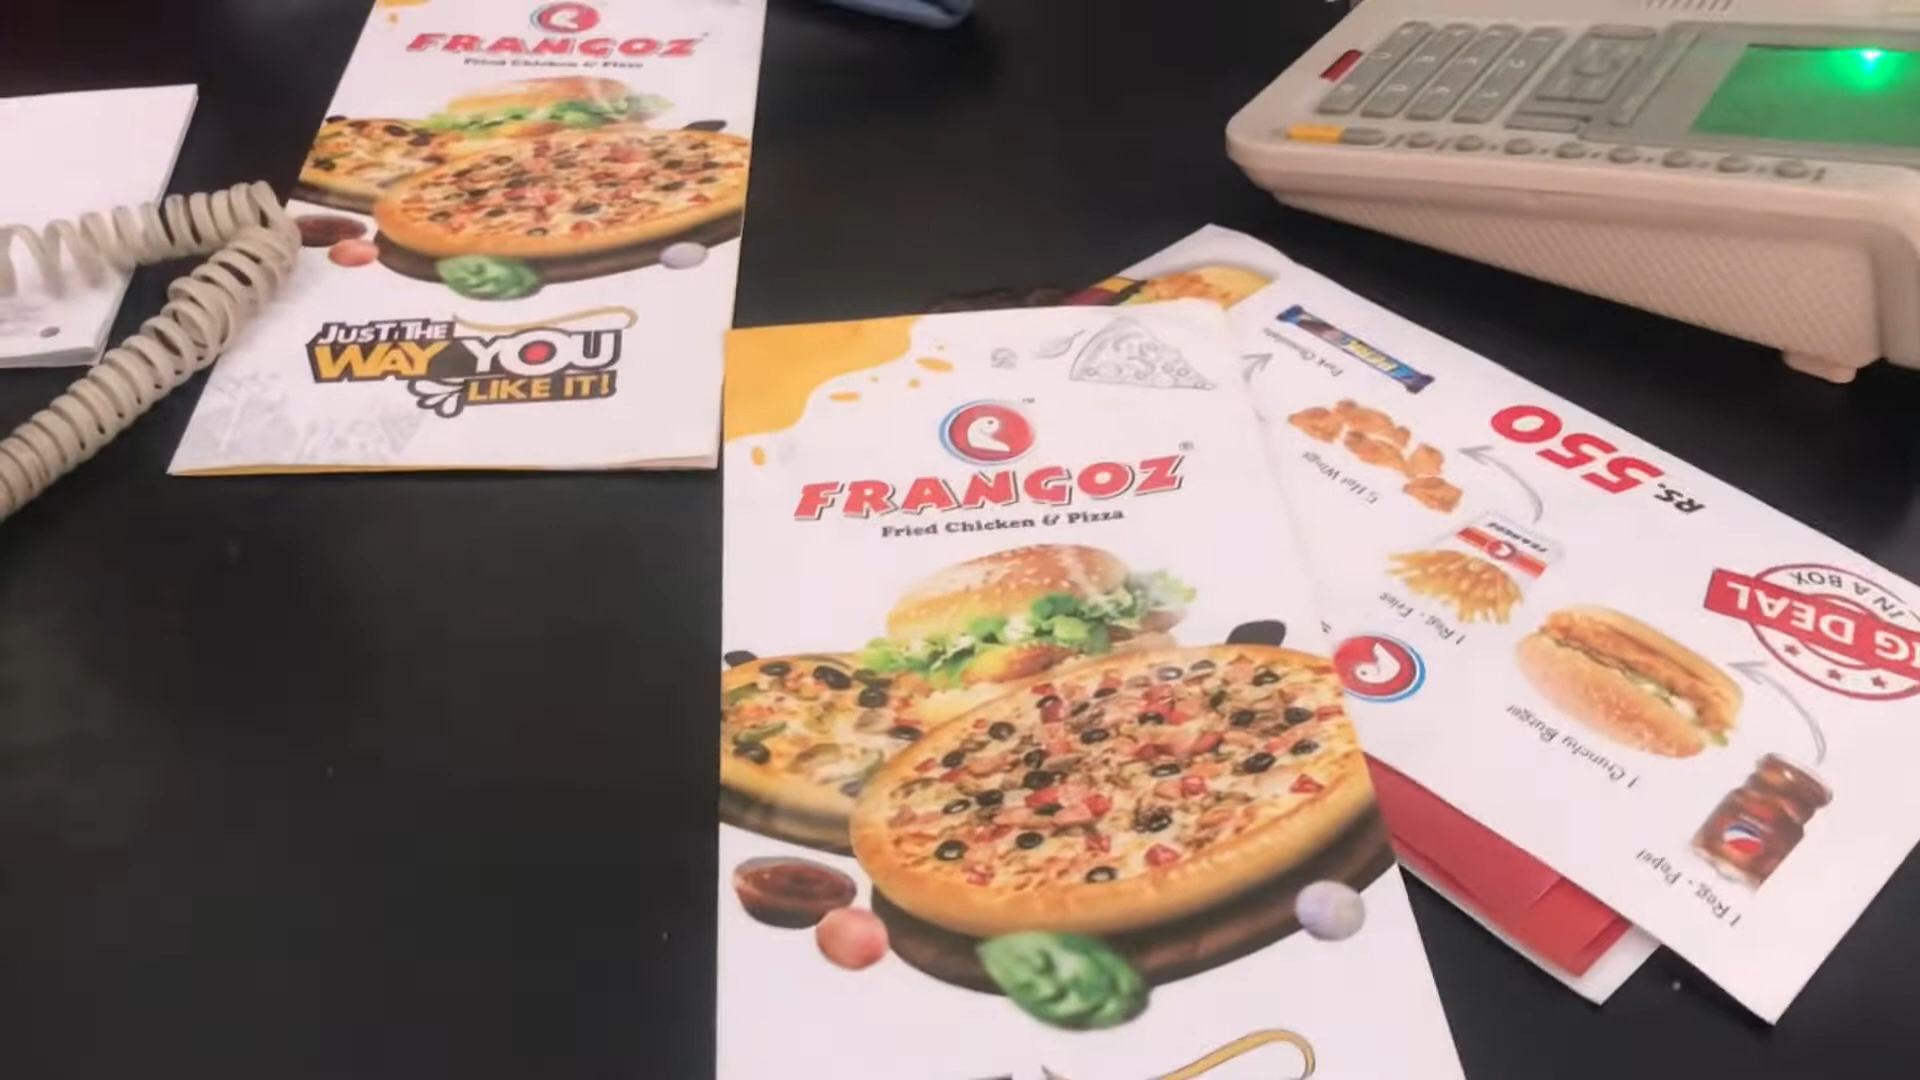 FRANGOZ
Fried Chicken & Pizza
JUST THE
WAY YOU
LIKE IT!
FRANGOZ®
Fried Chicken & Pizza
RS. 550
5 Hot Wings
1 Reg. Fries
FRANGOZ
1 Crunchy Burger
1 Reg. Pepsi
IN A BOX
G DEAL